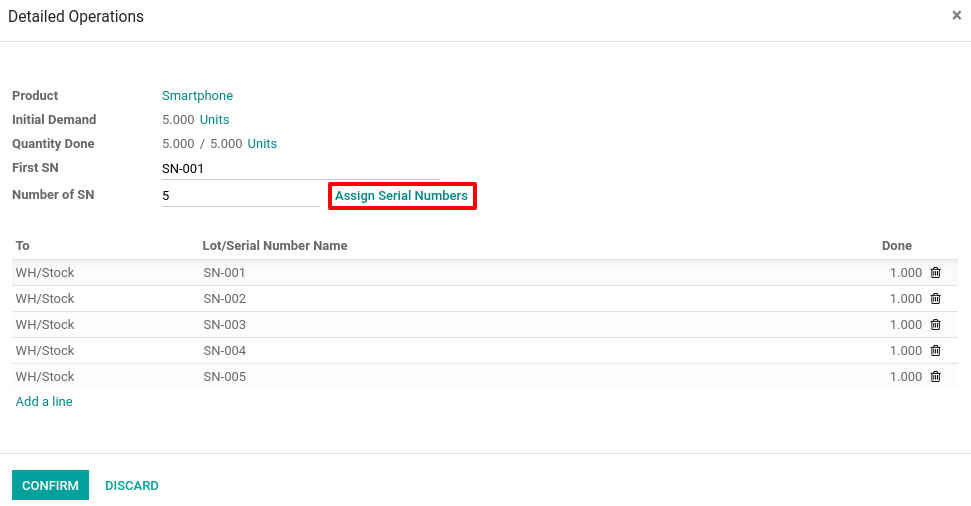 Detailed Operations ×
Product Smartphone
Initial Demand 5.000 Units
Quantity Done 5.000 / 5.000 Units
First SN SN-001
Number of SN 5 Assign Serial Numbers
To Lot/Serial Number Name Done
WH/Stock SN-001 1.000
WH/Stock SN-002 1.000
WH/Stock SN-003 1.000
WH/Stock SN-004 1.000
WH/Stock SN-005 1.000
Add a line
CONFIRM DISCARD